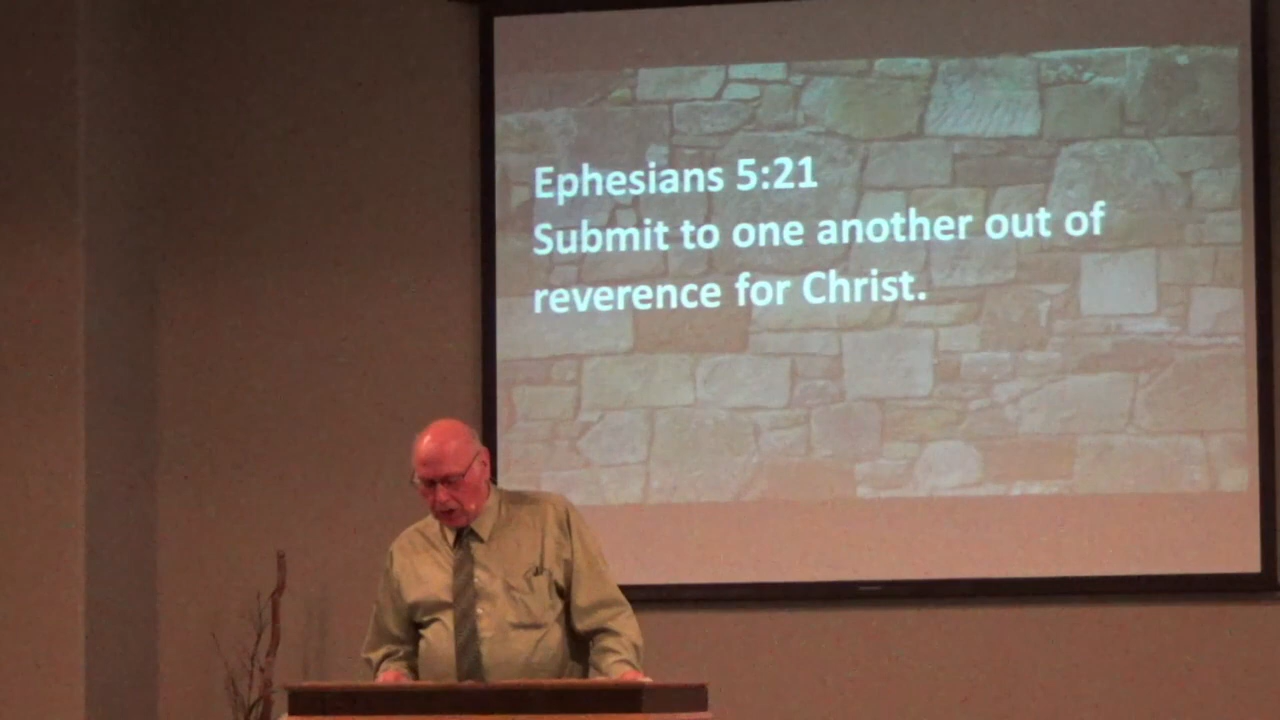 Ephesians 5:21
Submit to one another out of
reverence for Christ.